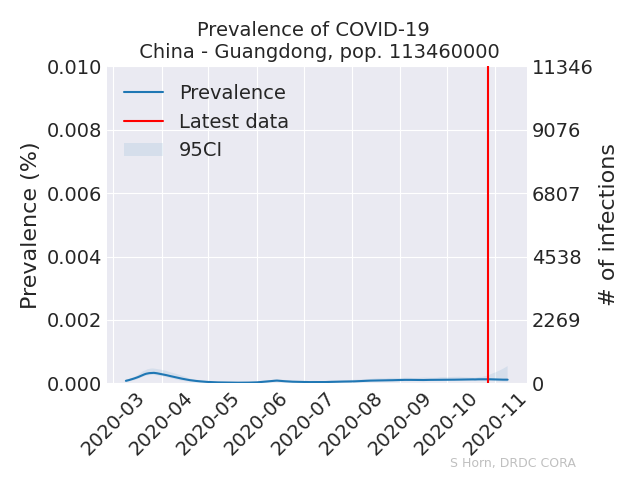 Prevalence of COVID-19
China - Guangdong, pop. 113460000
0.010
0.008
0.006
0.004
0.002
0.000
Prevalence (%)
Prevalence
Latest data
95CI
11346
9076
6807
4538
2269
0
# of infections
2020-03
2020-04
2020-05
2020-06
2020-07
2020-08
2020-09
2020-10
2020-11
S Horn, DRDC CORA